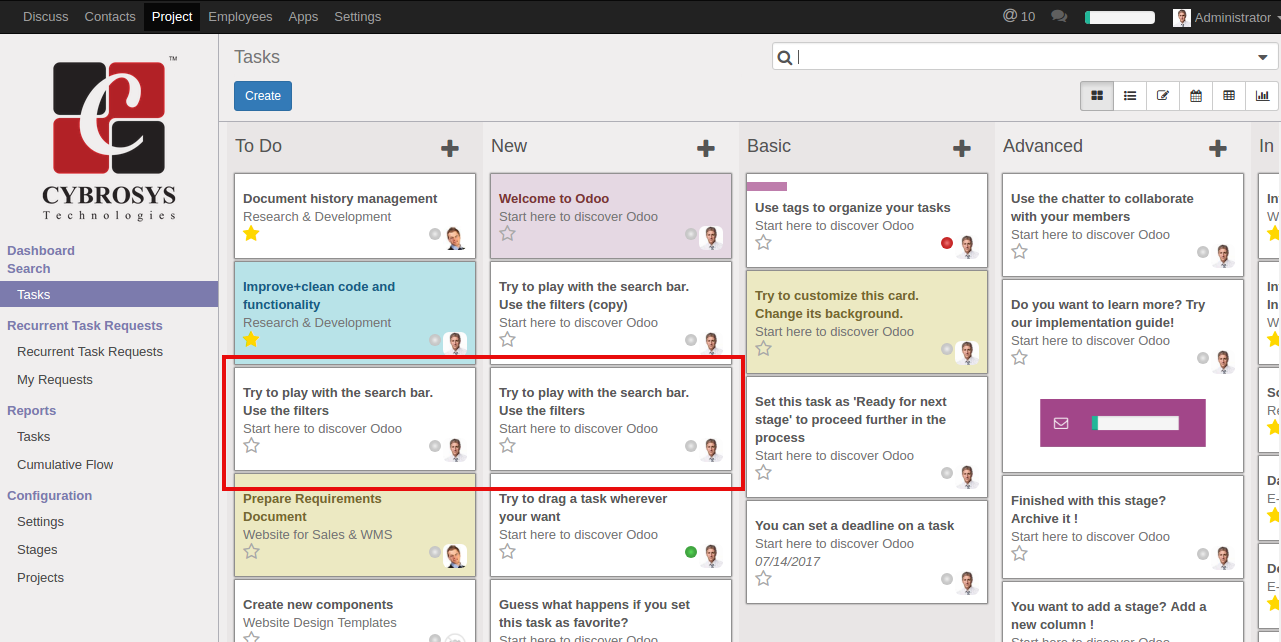 Discuss Contacts Project Employees Apps Settings @ 10 Administrator
TM
CYBROSYS
Technologies
Dashboard
Search
Tasks
Recurrent Task Requests
Recurrent Task Requests
My Requests
Reports
Tasks
Cumulative Flow
Configuration
Settings
Stages
Projects
Tasks
Create
To Do
Document history management
Research & Development
Improve+clean code and
functionality
Research & Development
Try to play with the search bar.
Use the filters
Start here to discover Odoo
Prepare Requirements
Document
Website for Sales & WMS
Create new components
Website Design Templates
New
Welcome to Odoo
Start here to discover Odoo
Try to play with the search bar.
Use the filters (copy)
Start here to discover Odoo
Try to play with the search bar.
Use the filters
Start here to discover Odoo
Try to drag a task wherever
your want
Start here to discover Odoo
Guess what happens if you set
this task as favorite?
Start here to discover Odoo
Basic
Use tags to organize your tasks
Start here to discover Odoo
Try to customize this card.
Change its background.
Start here to discover Odoo
Set this task as 'Ready for next
stage' to proceed further in the
process
Start here to discover Odoo
You can set a deadline on a task
Start here to discover Odoo
07/14/2017
Advanced
Use the chatter to collaborate
with your members
Start here to discover Odoo
Do you want to learn more? Try
our implementation guide!
Start here to discover Odoo
Finished with this stage?
Archive it !
Start here to discover Odoo
You want to add a stage? Add a
new column !
Start here to discover Odoo
In